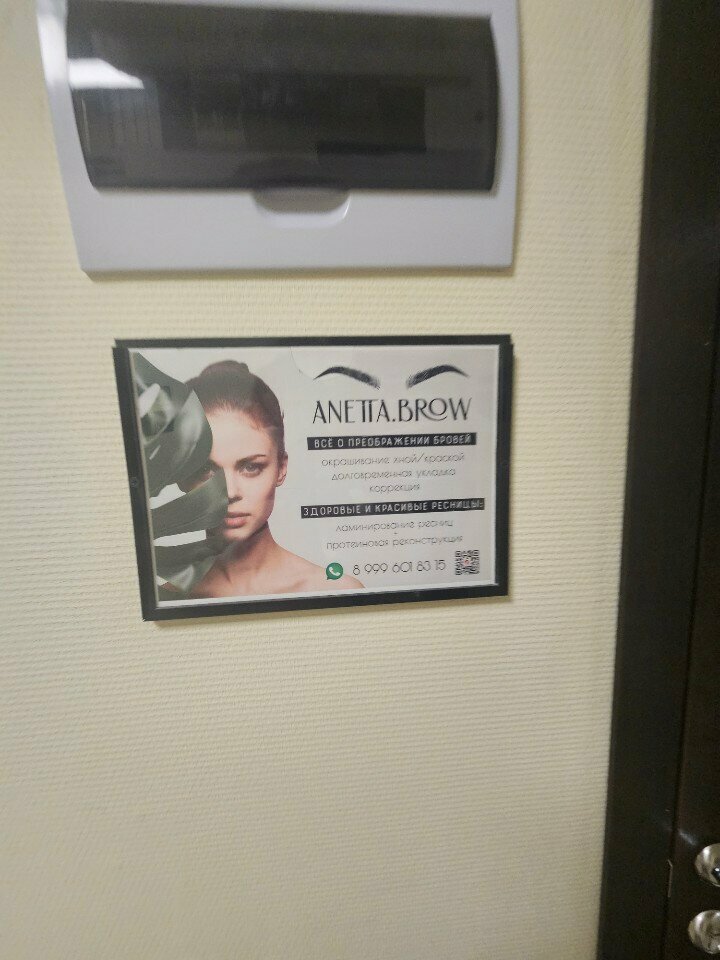 ANETTA.BROW
ВСЁ О ПРЕОБРАЖЕНИИ БРОВЕЙ
окрашивание хной/краской
долговременная укладка
коррекция
ЗДОРОВЫЕ И КРАСИВЫЕ РЕСНИЦЫ:
ламинирование ресниц
+
протеиновая реконструкция
8 999 601 83 15